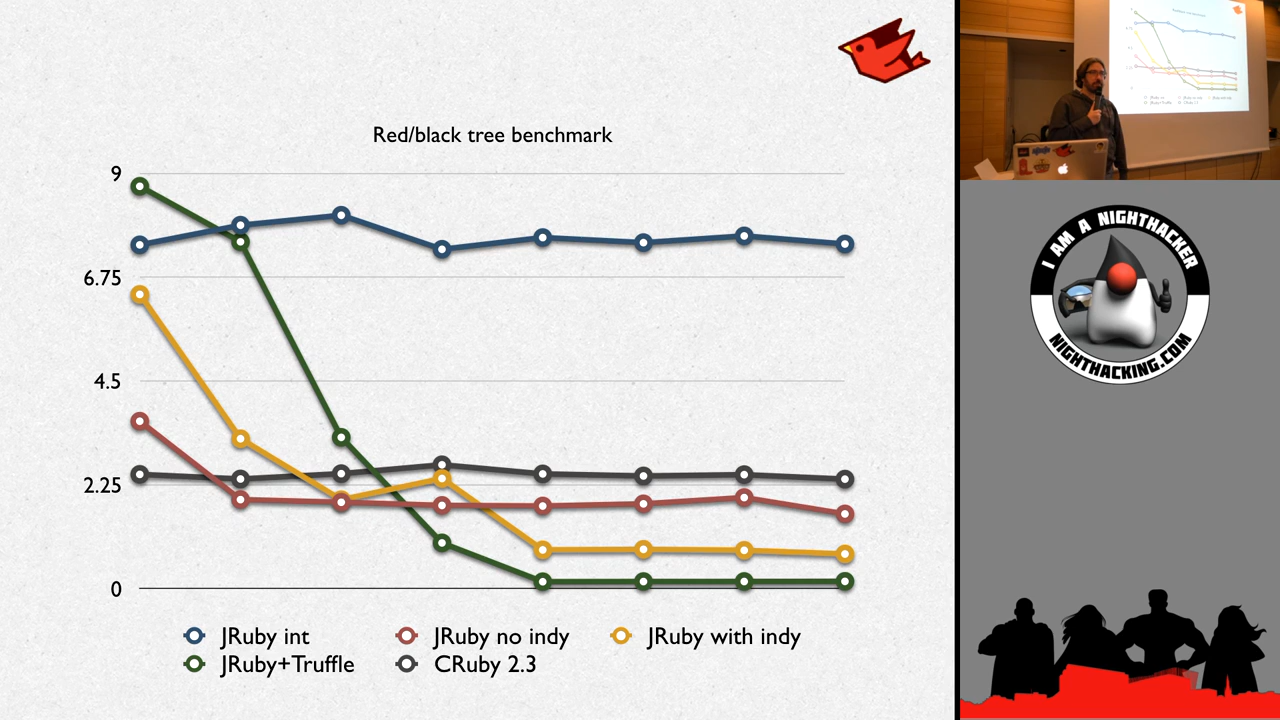 Red/black tree benchmark
9
6.75
4.5
2.25
0
JRuby int
JRuby no indy
JRuby with indy
JRuby+Truffle
CRuby 2.3
I AM A NIGHTHACKER
NIGHTHACKING.COM